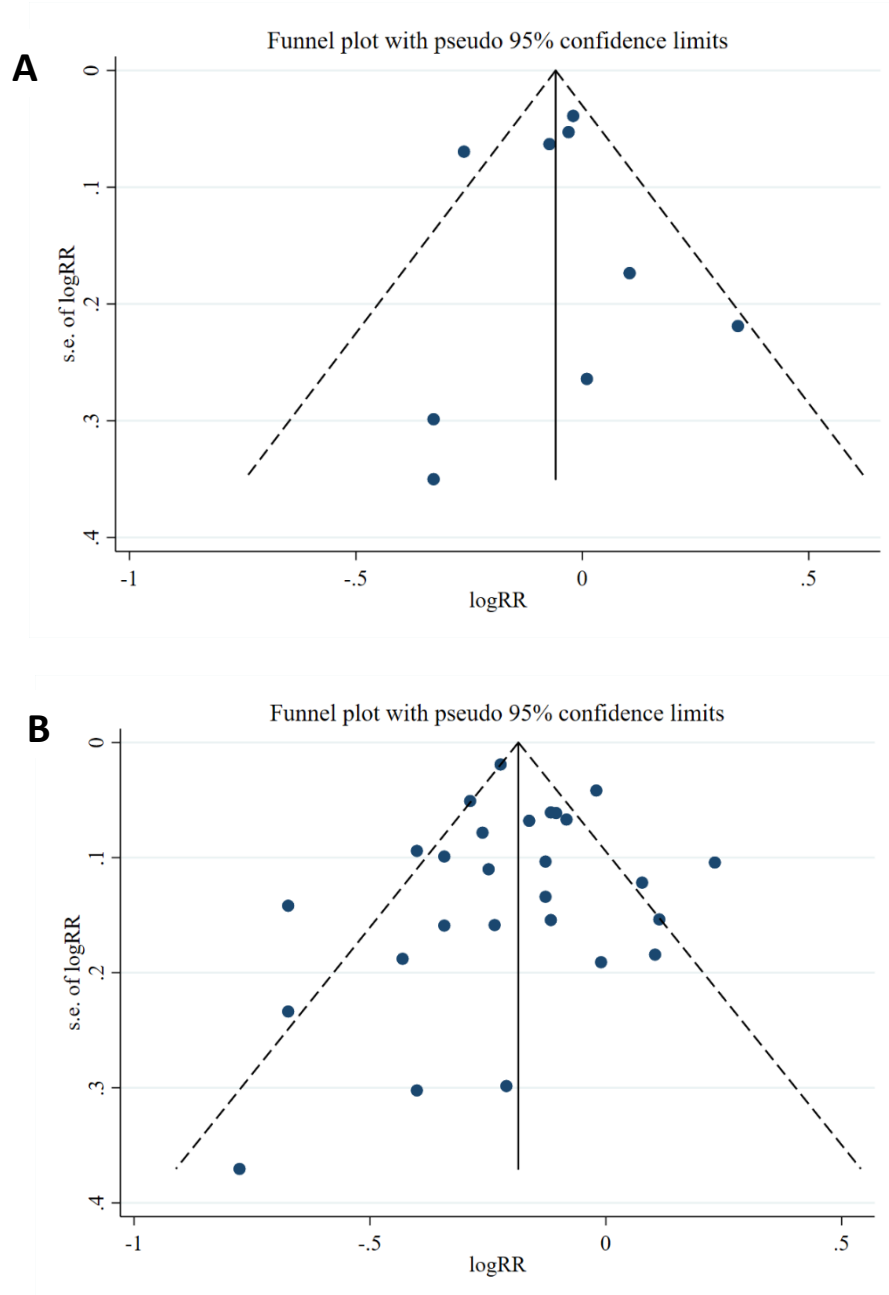 Funnel plot with pseudo 95% confidence limits
A
0
.1
.2
.3
.4
s.e. of logRR
-1
-.5
0
.5
logRR
Funnel plot with pseudo 95% confidence limits
B
0
.1
.2
.3
.4
s.e. of logRR
-1
-.5
0
.5
logRR